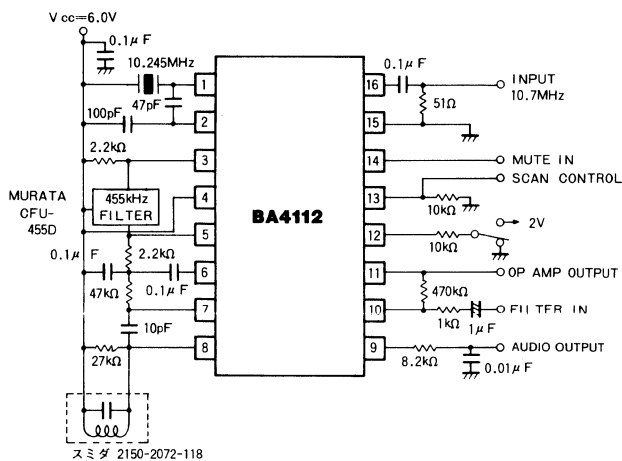 Vcc=6.0V
0.1μF
10.245MHz
47pF
100pF
2.2kΩ
MURATA
CFU-
455D
455kHz
FILTER
0.1μF
2.2kΩ
47kΩ
0.1μF
10pF
27kΩ
スミダ 2150-2072-118
1
2
3
4
5
6
7
8
BA4112
16
15
14
13
12
11
10
9
0.1μF
INPUT
10.7MHz
51Ω
MUTE IN
SCAN CONTROL
10kΩ
2V
10kΩ
OP AMP OUTPUT
470kΩ
FILTER IN
1kΩ
1μF
AUDIO OUTPUT
8.2kΩ
0.01μF